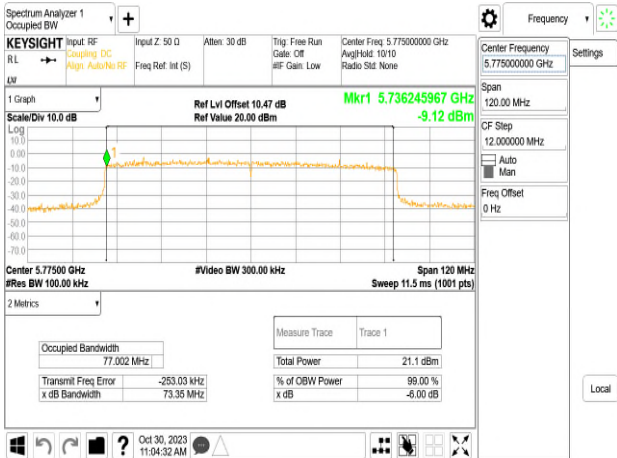 Spectrum Analyzer 1
Occupied BW
+
Frequency
KEYSIGHT
RL
Input: RF
Coupling: DC
Align: Auto/No RF
Input Z: 50 Ω
Freq Ref: Int (S)
Atten: 30 dB
Trig: Free Run
Gate: Off
#IF Gain: Low
Center Freq: 5.775000000 GHz
Avg|Hold: 10/10
Radio Std: None
Center Frequency
5.775000000 GHz
Settings
Span
120.00 MHz
CF Step
12.000000 MHz
Auto
Man
Freq Offset
0 Hz
Local
1 Graph
Scale/Div 10.0 dB
Ref Lvl Offset 10.47 dB
Ref Value 20.00 dBm
Mkr1 5.736245967 GHz
-9.12 dBm
Log
10.0
0.00
-10.0
-20.0
-30.0
-40.0
-50.0
-60.0
-70.0
1
Center 5.77500 GHz
#Res BW 100.00 kHz
#Video BW 300.00 kHz
Span 120 MHz
Sweep 11.5 ms (1001 pts)
2 Metrics
Measure Trace
Trace 1
Occupied Bandwidth
77.002 MHz
Total Power
21.1 dBm
Transmit Freq Error
-253.03 kHz
% of OBW Power
99.00 %
x dB Bandwidth
73.35 MHz
x dB
-6.00 dB
?
Oct 30, 2023
11:04:32 AM